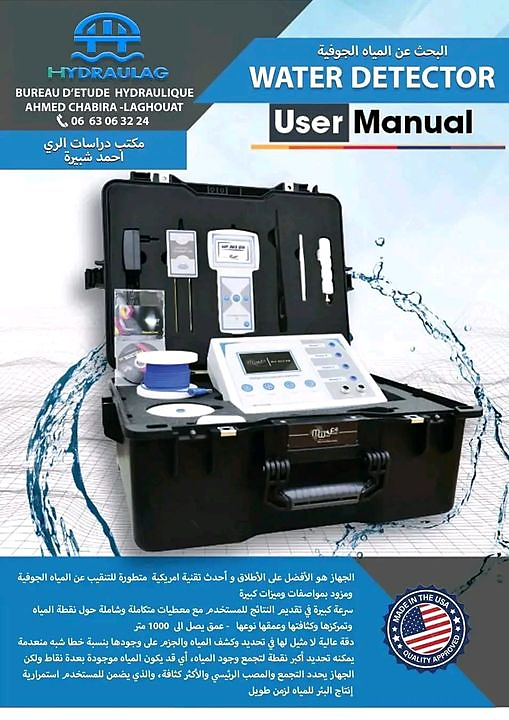 HYDRAULAG
BUREAU D'ETUDE HYDRAULIQUE
AHMED CHABIRA -LAGHOUAT
06 63 06 32 24
مكتب دراسات الري
احمد شبيرة
البحث عن المياه الجوفية
WATER DETECTOR
User Manual
الجهاز هو الأفضل على الأطلاق و أحدث تقنية امريكية متطورة للتنقيب عن المياه الجوفية
ومزود بمواصفات وميزات كبيرة
سرعة كبيرة في تقديم النتائج للمستخدم مع معطيات متكاملة وشاملة حول نقطة المياه
وتمركزها وكثافتها وعمقها نوعها - عمق يصل الى 1000 متر
دقة عالية لا مثيل لها في تحديد وكشف المياه والجزم على وجودها بنسبة خطا شبه منعدمة
يمكنه تحديد أكبر نقطة لتجمع وجود المياه، أي قد يكون المياه موجودة بعدة نقاط ولكن
الجهاز يحدد التجمع والمصب الرئيسي والأكثر كثافة، والذي يضمن للمستخدم استمرارية
إنتاج البئر للمياه لزمن طويل
MADE IN THE USA
QUALITY APPROVED